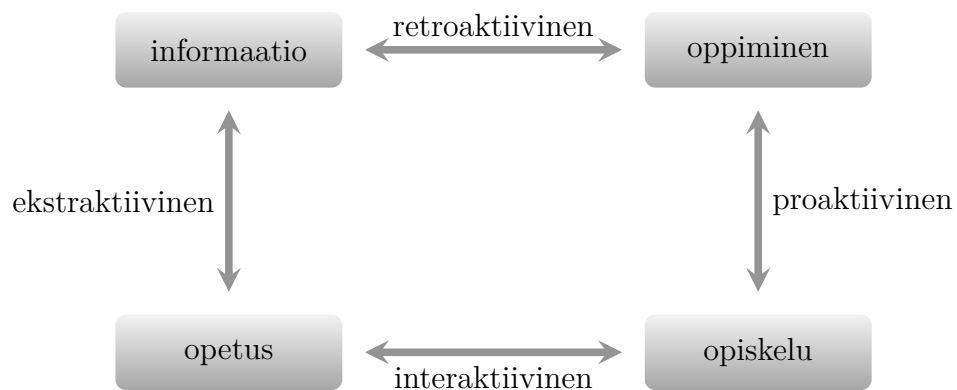 retroaktiivinen
informaatio
oppiminen
ekstraktiivinen
proaktiivinen
opetus
opiskelu
interaktiivinen